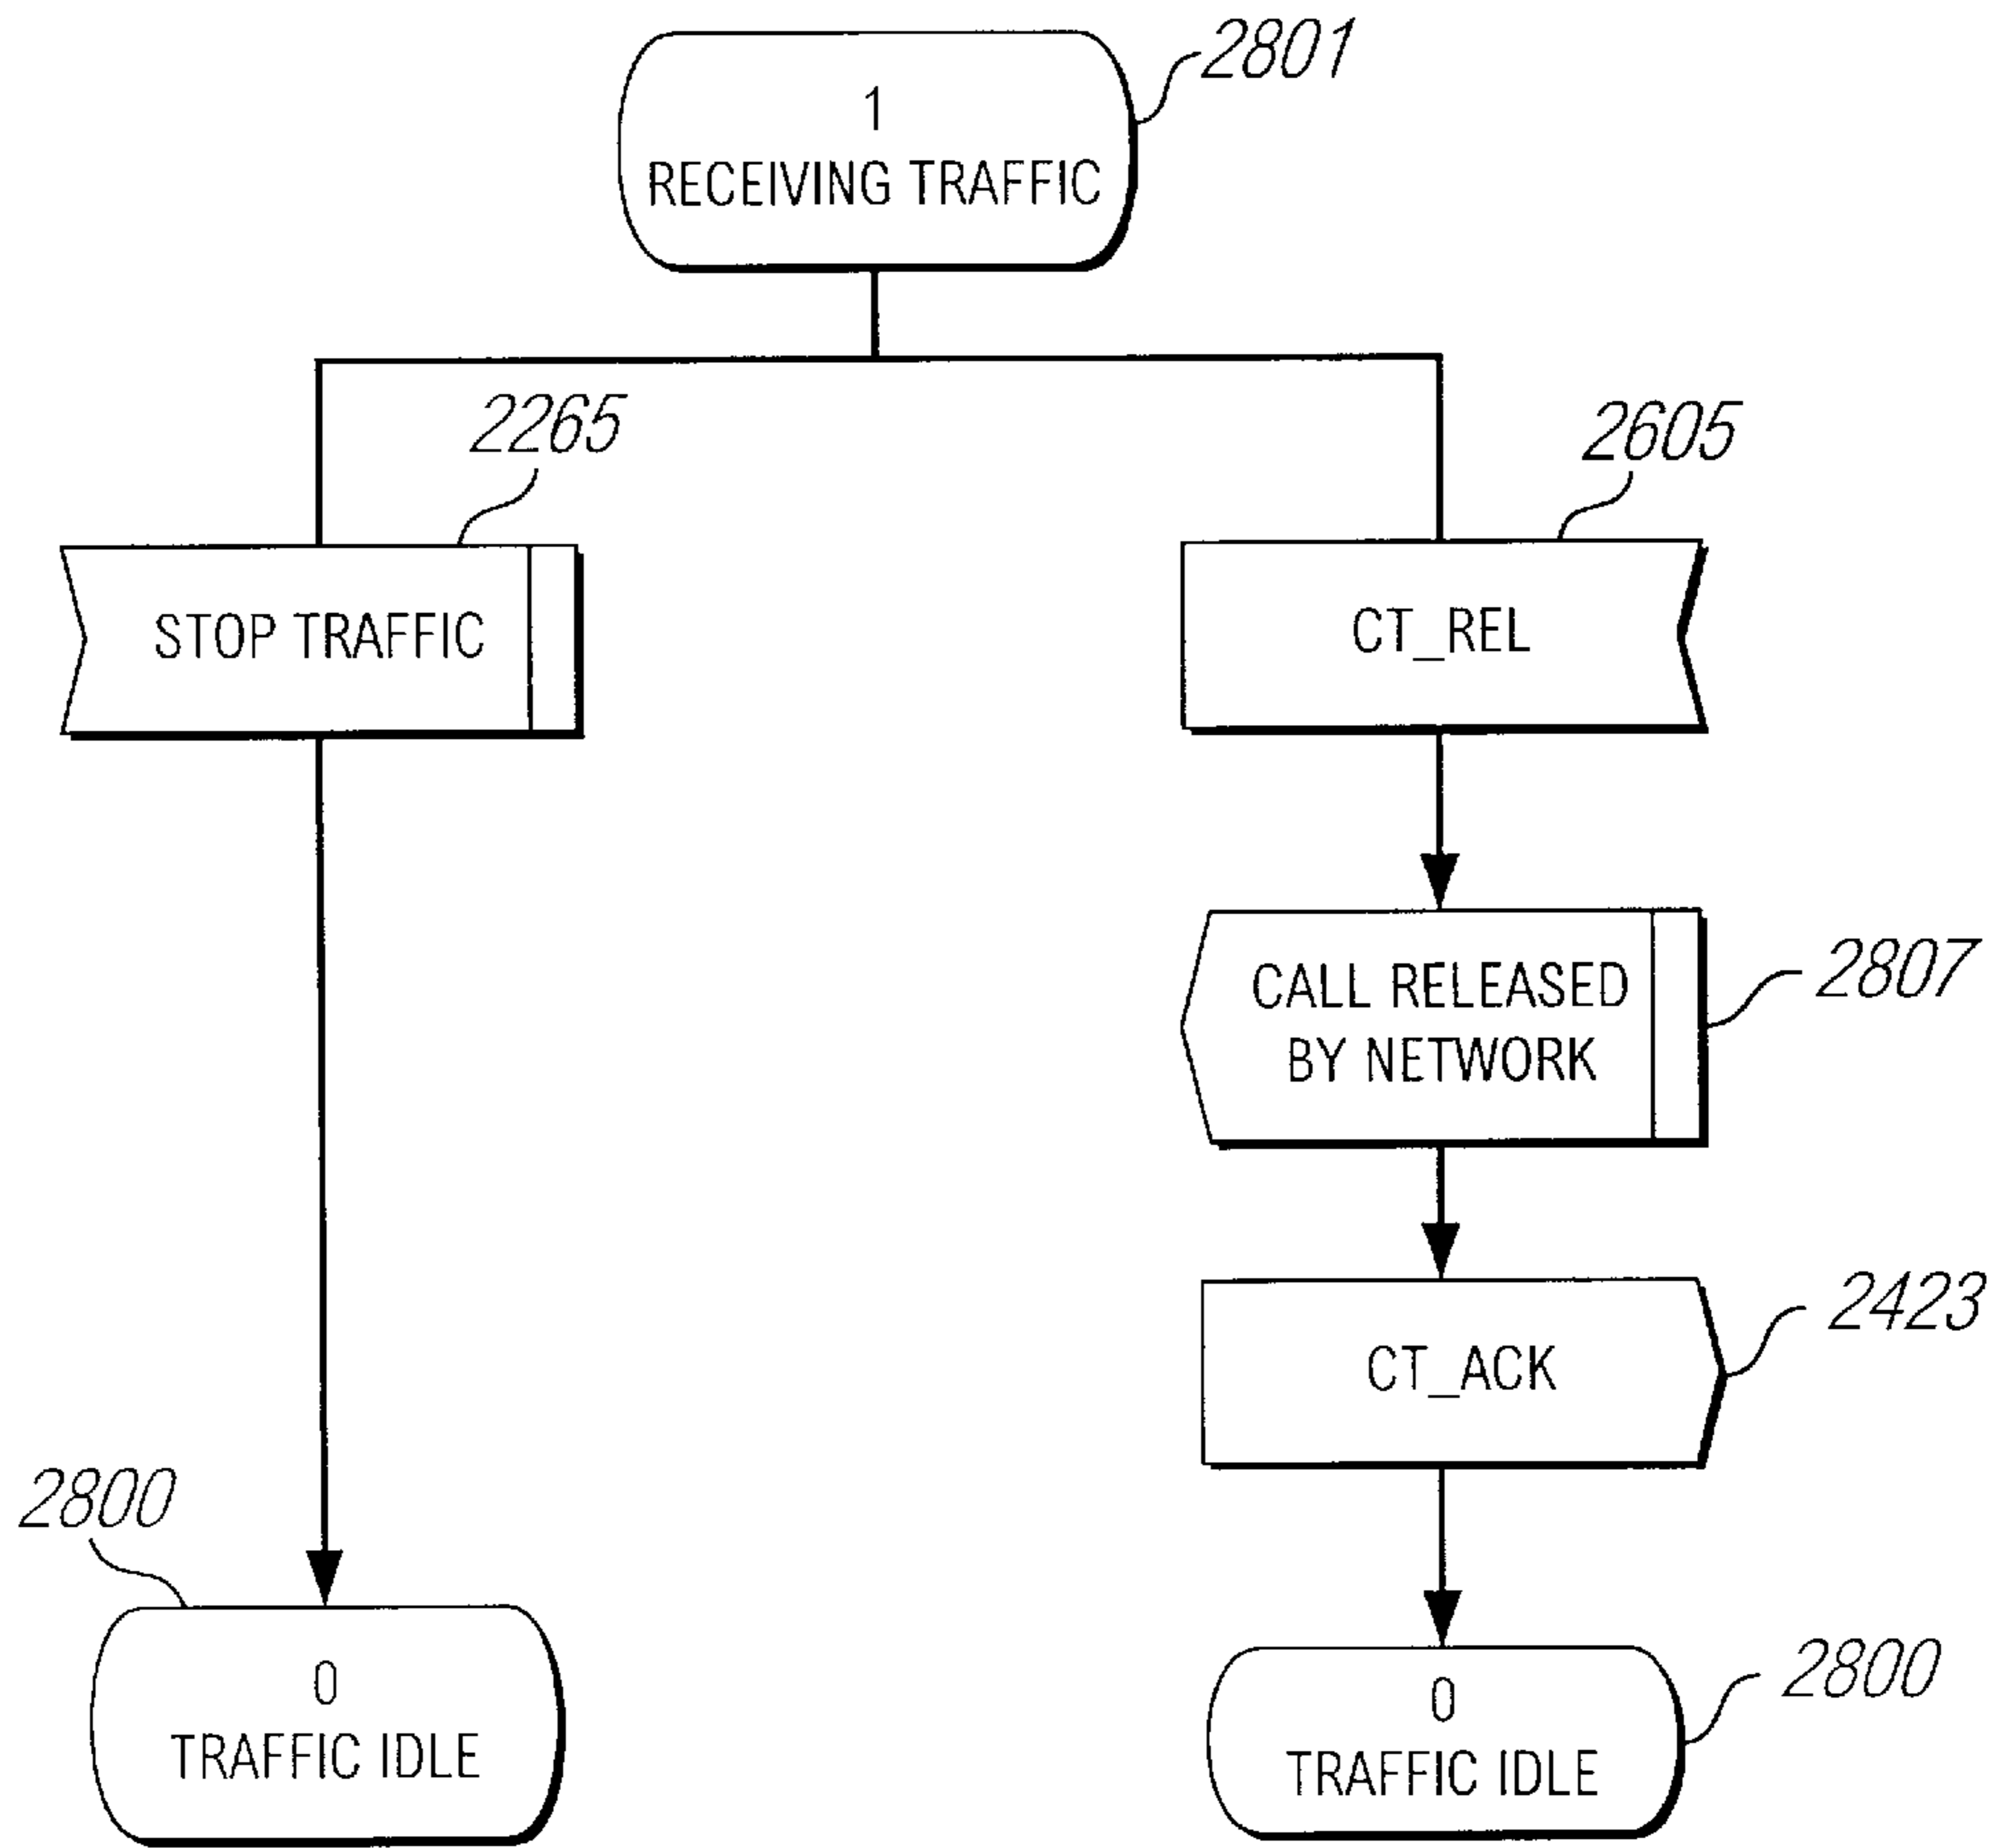 2801
1
RECEIVING TRAFFIC
2265
2605
STOP TRAFFIC
CT_REL
CALL RELEASED
BY NETWORK
2807
2423
CT_ACK
2800
0
TRAFFIC IDLE
2800
0
TRAFFIC IDLE